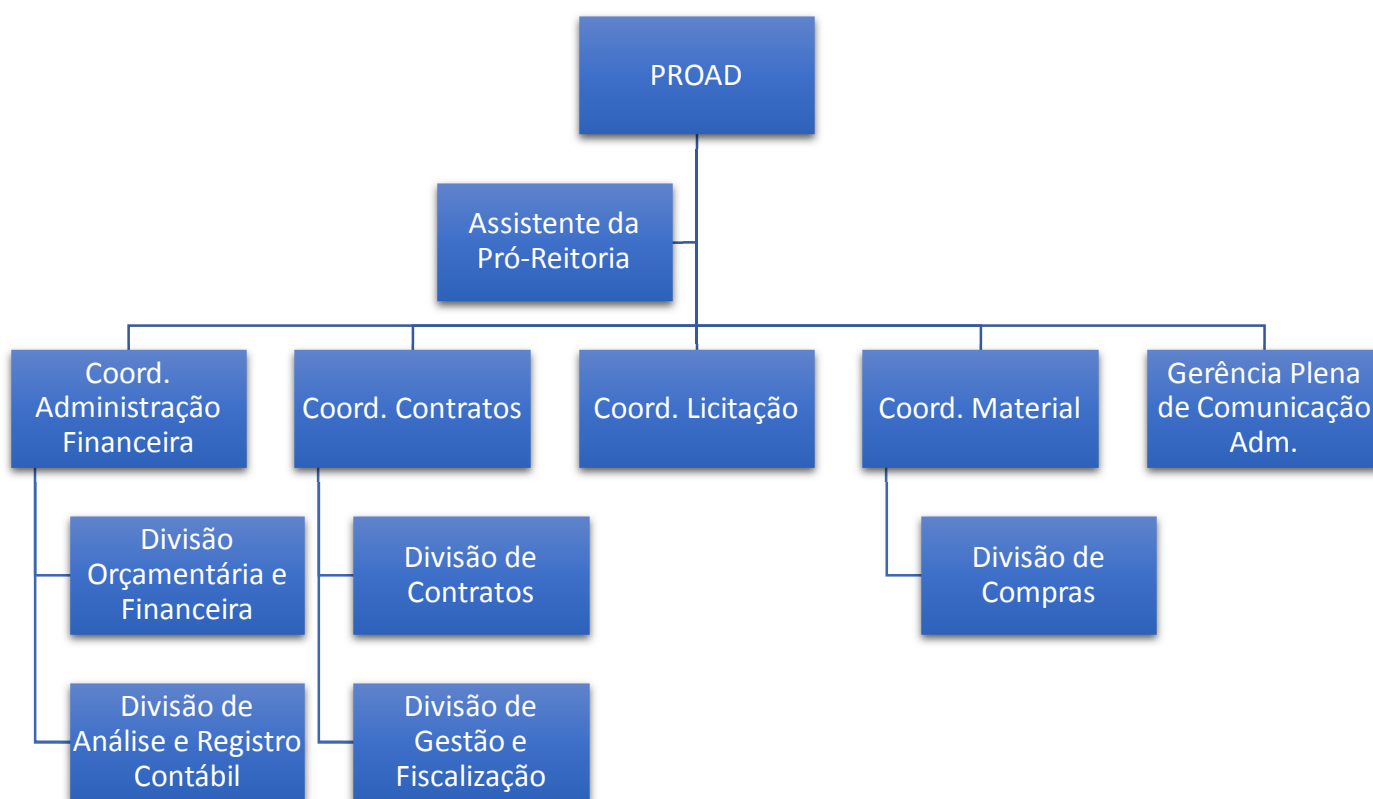 PROAD
Assistente da
Pró-Reitoria
Coord.
Administração
Financeira
Coord. Contratos
Coord. Licitação
Coord. Material
Gerência Plena
de Comunicação
Adm.
Divisão
Orçamentária e
Financeira
Divisão de
Contratos
Divisão de
Compras
Divisão de
Análise e Registro
Contábil
Divisão de
Gestão e
Fiscalização